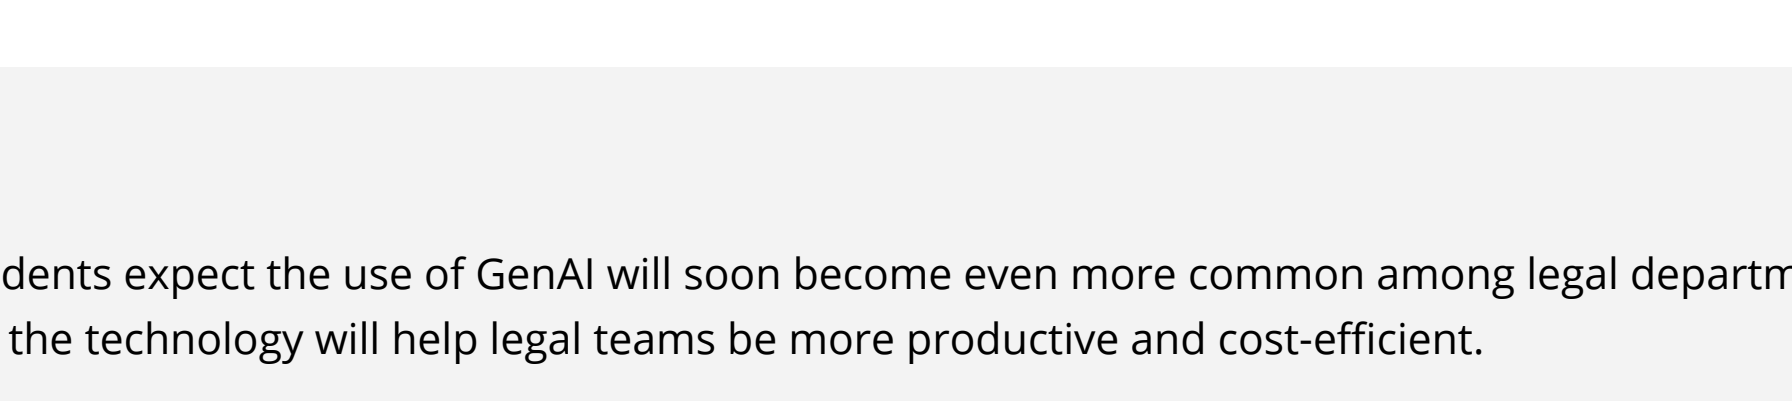 dents expect the use of GenAI will soon become even more common among legal departm
the technology will help legal teams be more productive and cost-efficient.